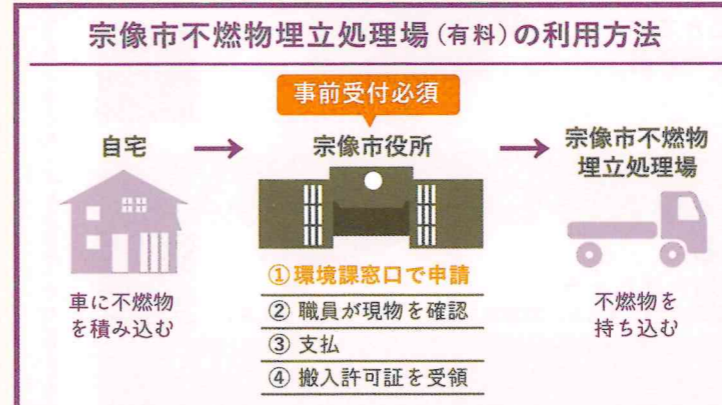 宗像市不燃物埋立処理場(有料)の利用方法
事前受付必須
自宅
宗像市役所
宗像市不燃物
埋立処理場
①環境課窓口で申請
②職員が現物を確認
③支払
④搬入許可証を受領
車に不燃物
を積み込む
不燃物を
持ち込む